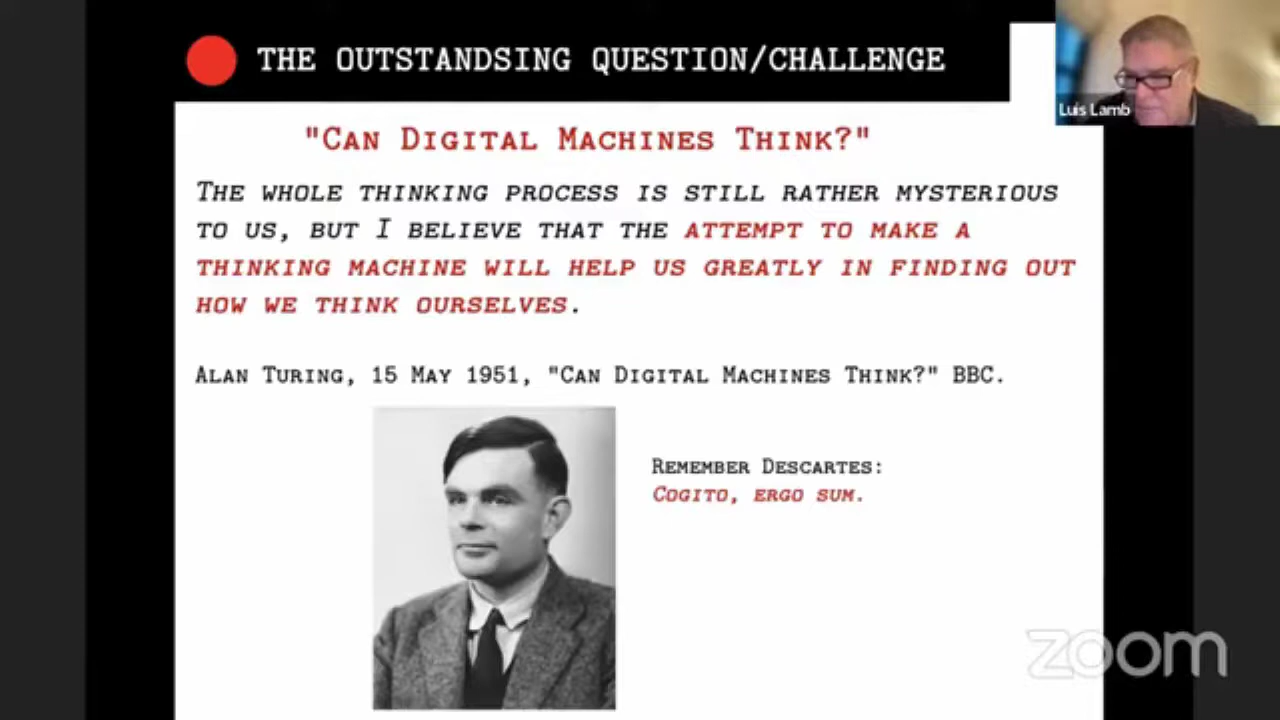 THE OUTSTANDSING QUESTION/CHALLENGE
Luis Lamb
"CAN DIGITAL MACHINES THINK?"
THE WHOLE THINKING PROCESS IS STILL RATHER MYSTERIOUS
TO US, BUT I BELIEVE THAT THE ATTEMPT TO MAKE A
THINKING MACHINE WILL HELP US GREATLY IN FINDING OUT
HOW WE THINK OURSELVES.
ALAN TURING, 15 MAY 1951, "CAN DIGITAL MACHINES THINK?" BBC.
REMEMBER DESCARTES:
COGITO, ERGO SUM.
zoom